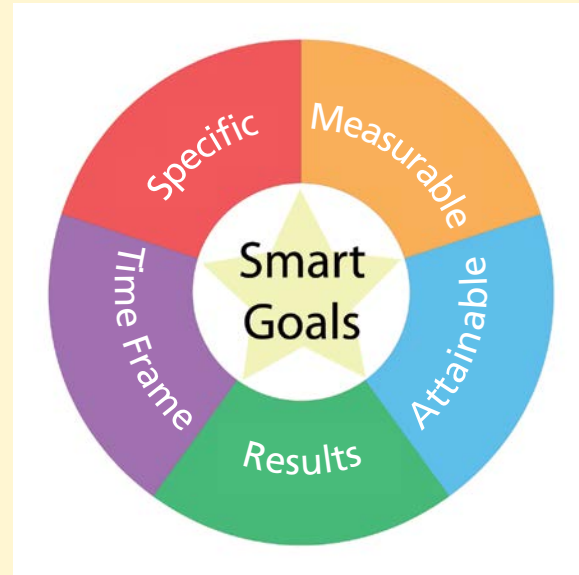 Specific
Measurable
Attainable
Results
Time Frame
Smart
Goals